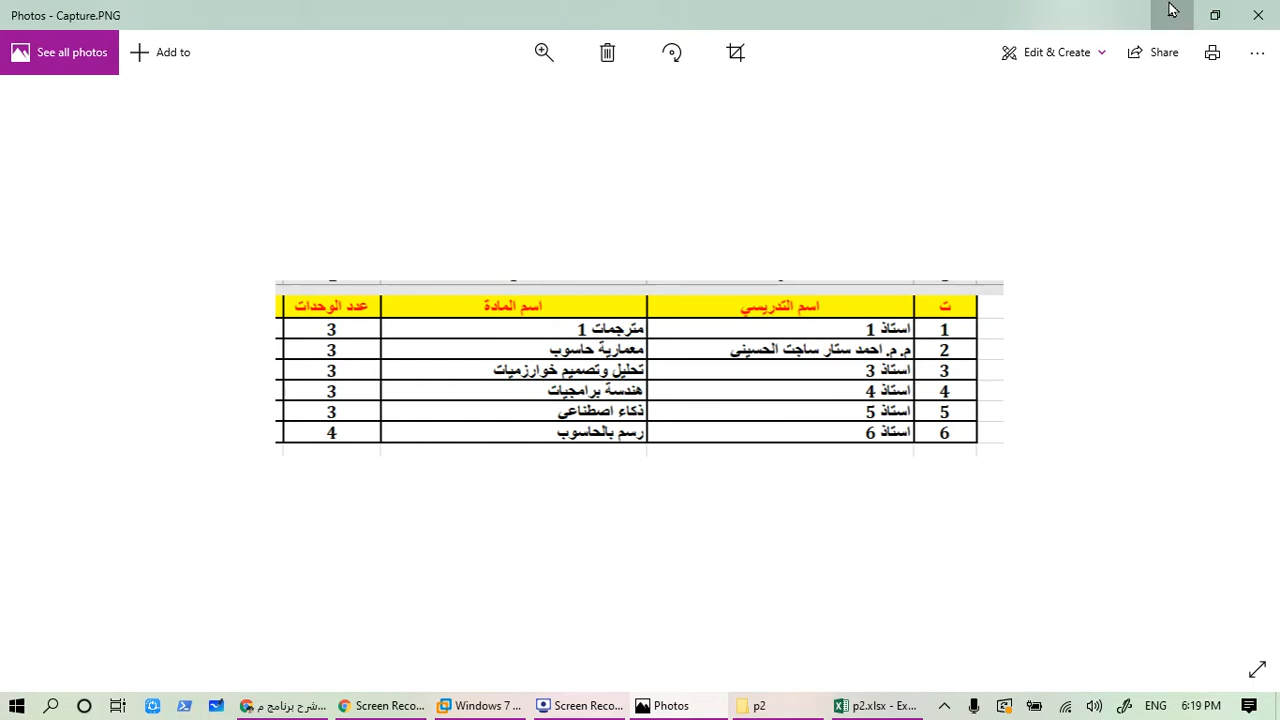 Photos - Capture.PNG
See all photos
Add to
Edit & Create
Share
ت اسم التدريسي اسم المادة عدد الوحدات
1 استاذ 1 مترجمات 1 3
2 م.م. احمد ستار ساجت الحسيني معمارية حاسوب 3
3 استاذ 3 تحليل وتصميم خوارزميات 3
4 استاذ 4 هندسة برامجيات 3
5 استاذ 5 ذكاء اصطناعي 3
6 استاذ 6 رسم بالحاسوب 4
شرح برنامج م...
Screen Reco...
Windows 7 ...
Screen Reco...
Photos
p2
p2.xlsx - Ex...
ENG
6:19 PM